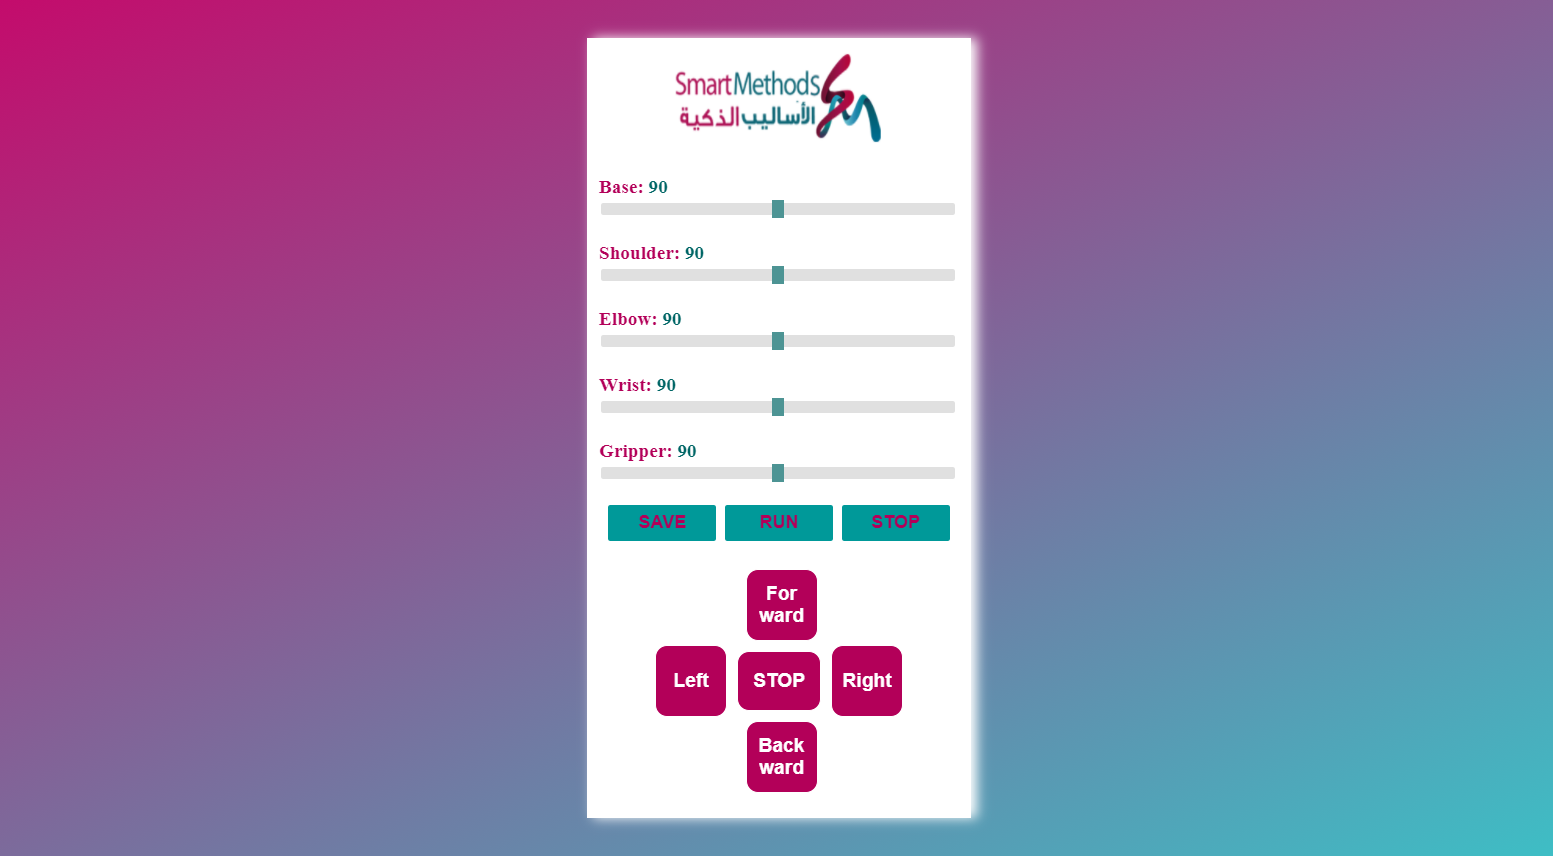 SmartMethods
الأساليب الذكية
Base: 90
Shoulder: 90
Elbow: 90
Wrist: 90
Gripper: 90
SAVE RUN STOP
For
ward
Left STOP Right
Back
ward